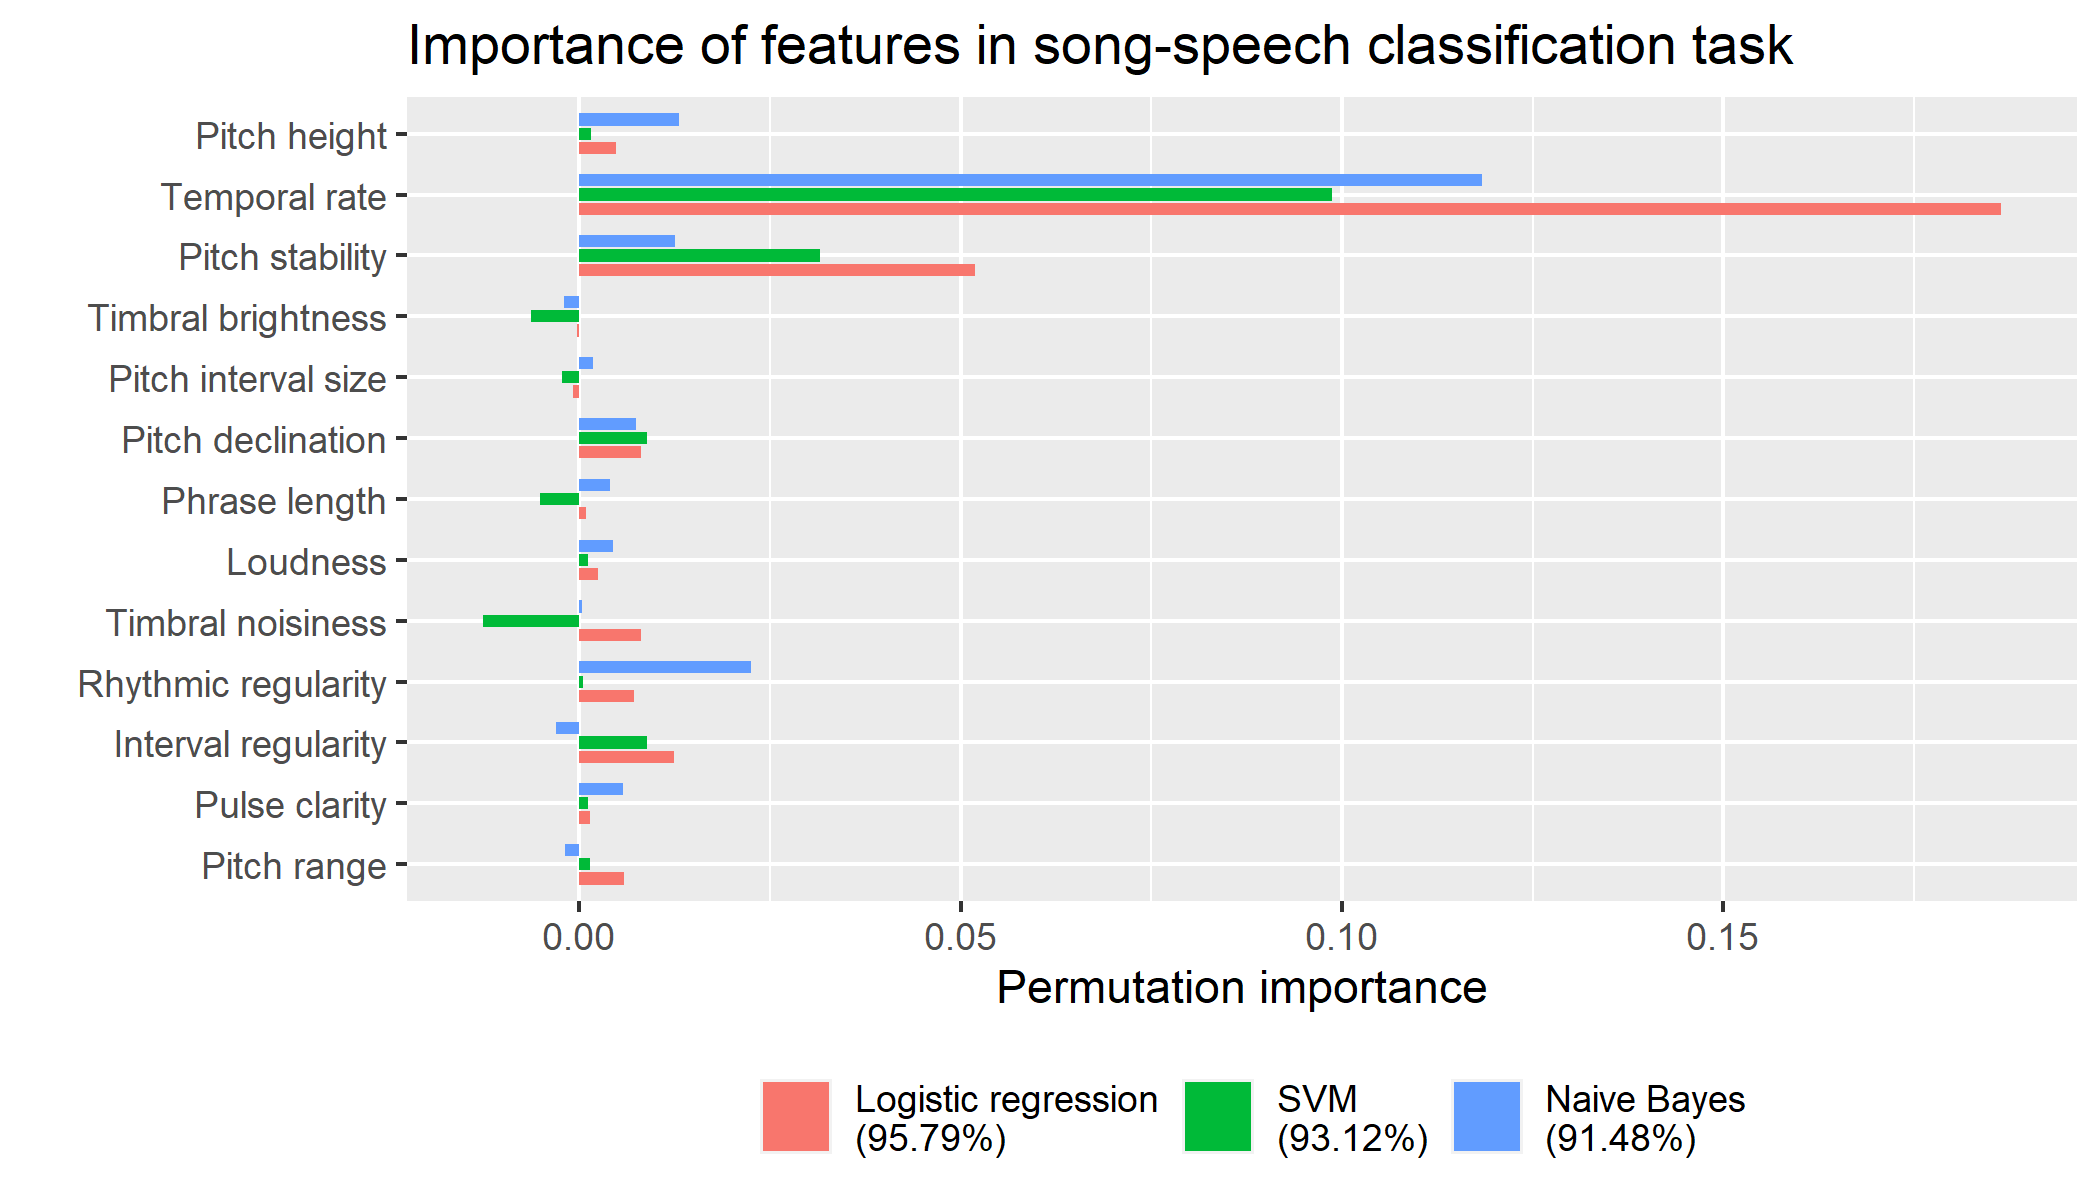 Importance of features in song-speech classification task
Pitch height
Temporal rate
Pitch stability
Timbral brightness
Pitch interval size
Pitch declination
Phrase length
Loudness
Timbral noisiness
Rhythmic regularity
Interval regularity
Pulse clarity
Pitch range
0.00 0.05 0.10 0.15
Permutation importance
Logistic regression SVM Naive Bayes
(95.79%) (93.12%) (91.48%)